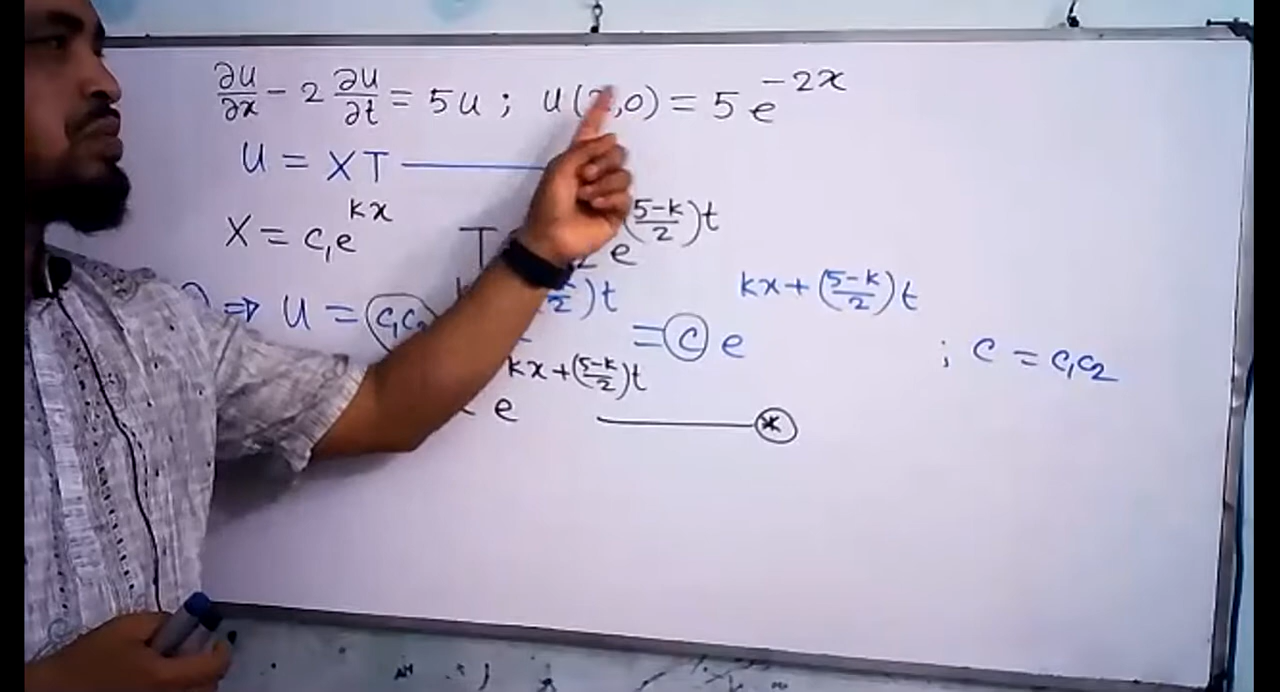 ∂u/∂x − 2 ∂u/∂t = 5u ; u( ,0) = 5e^(−2x)
u = XT
X = c₁e^(kx) T e^((5−k)/2)t
⇒ u = c₁c₂ )t = c e^(kx+((5−k)/2)t) ; c = c₁c₂
e^(kx+((5−k)/2)t) *